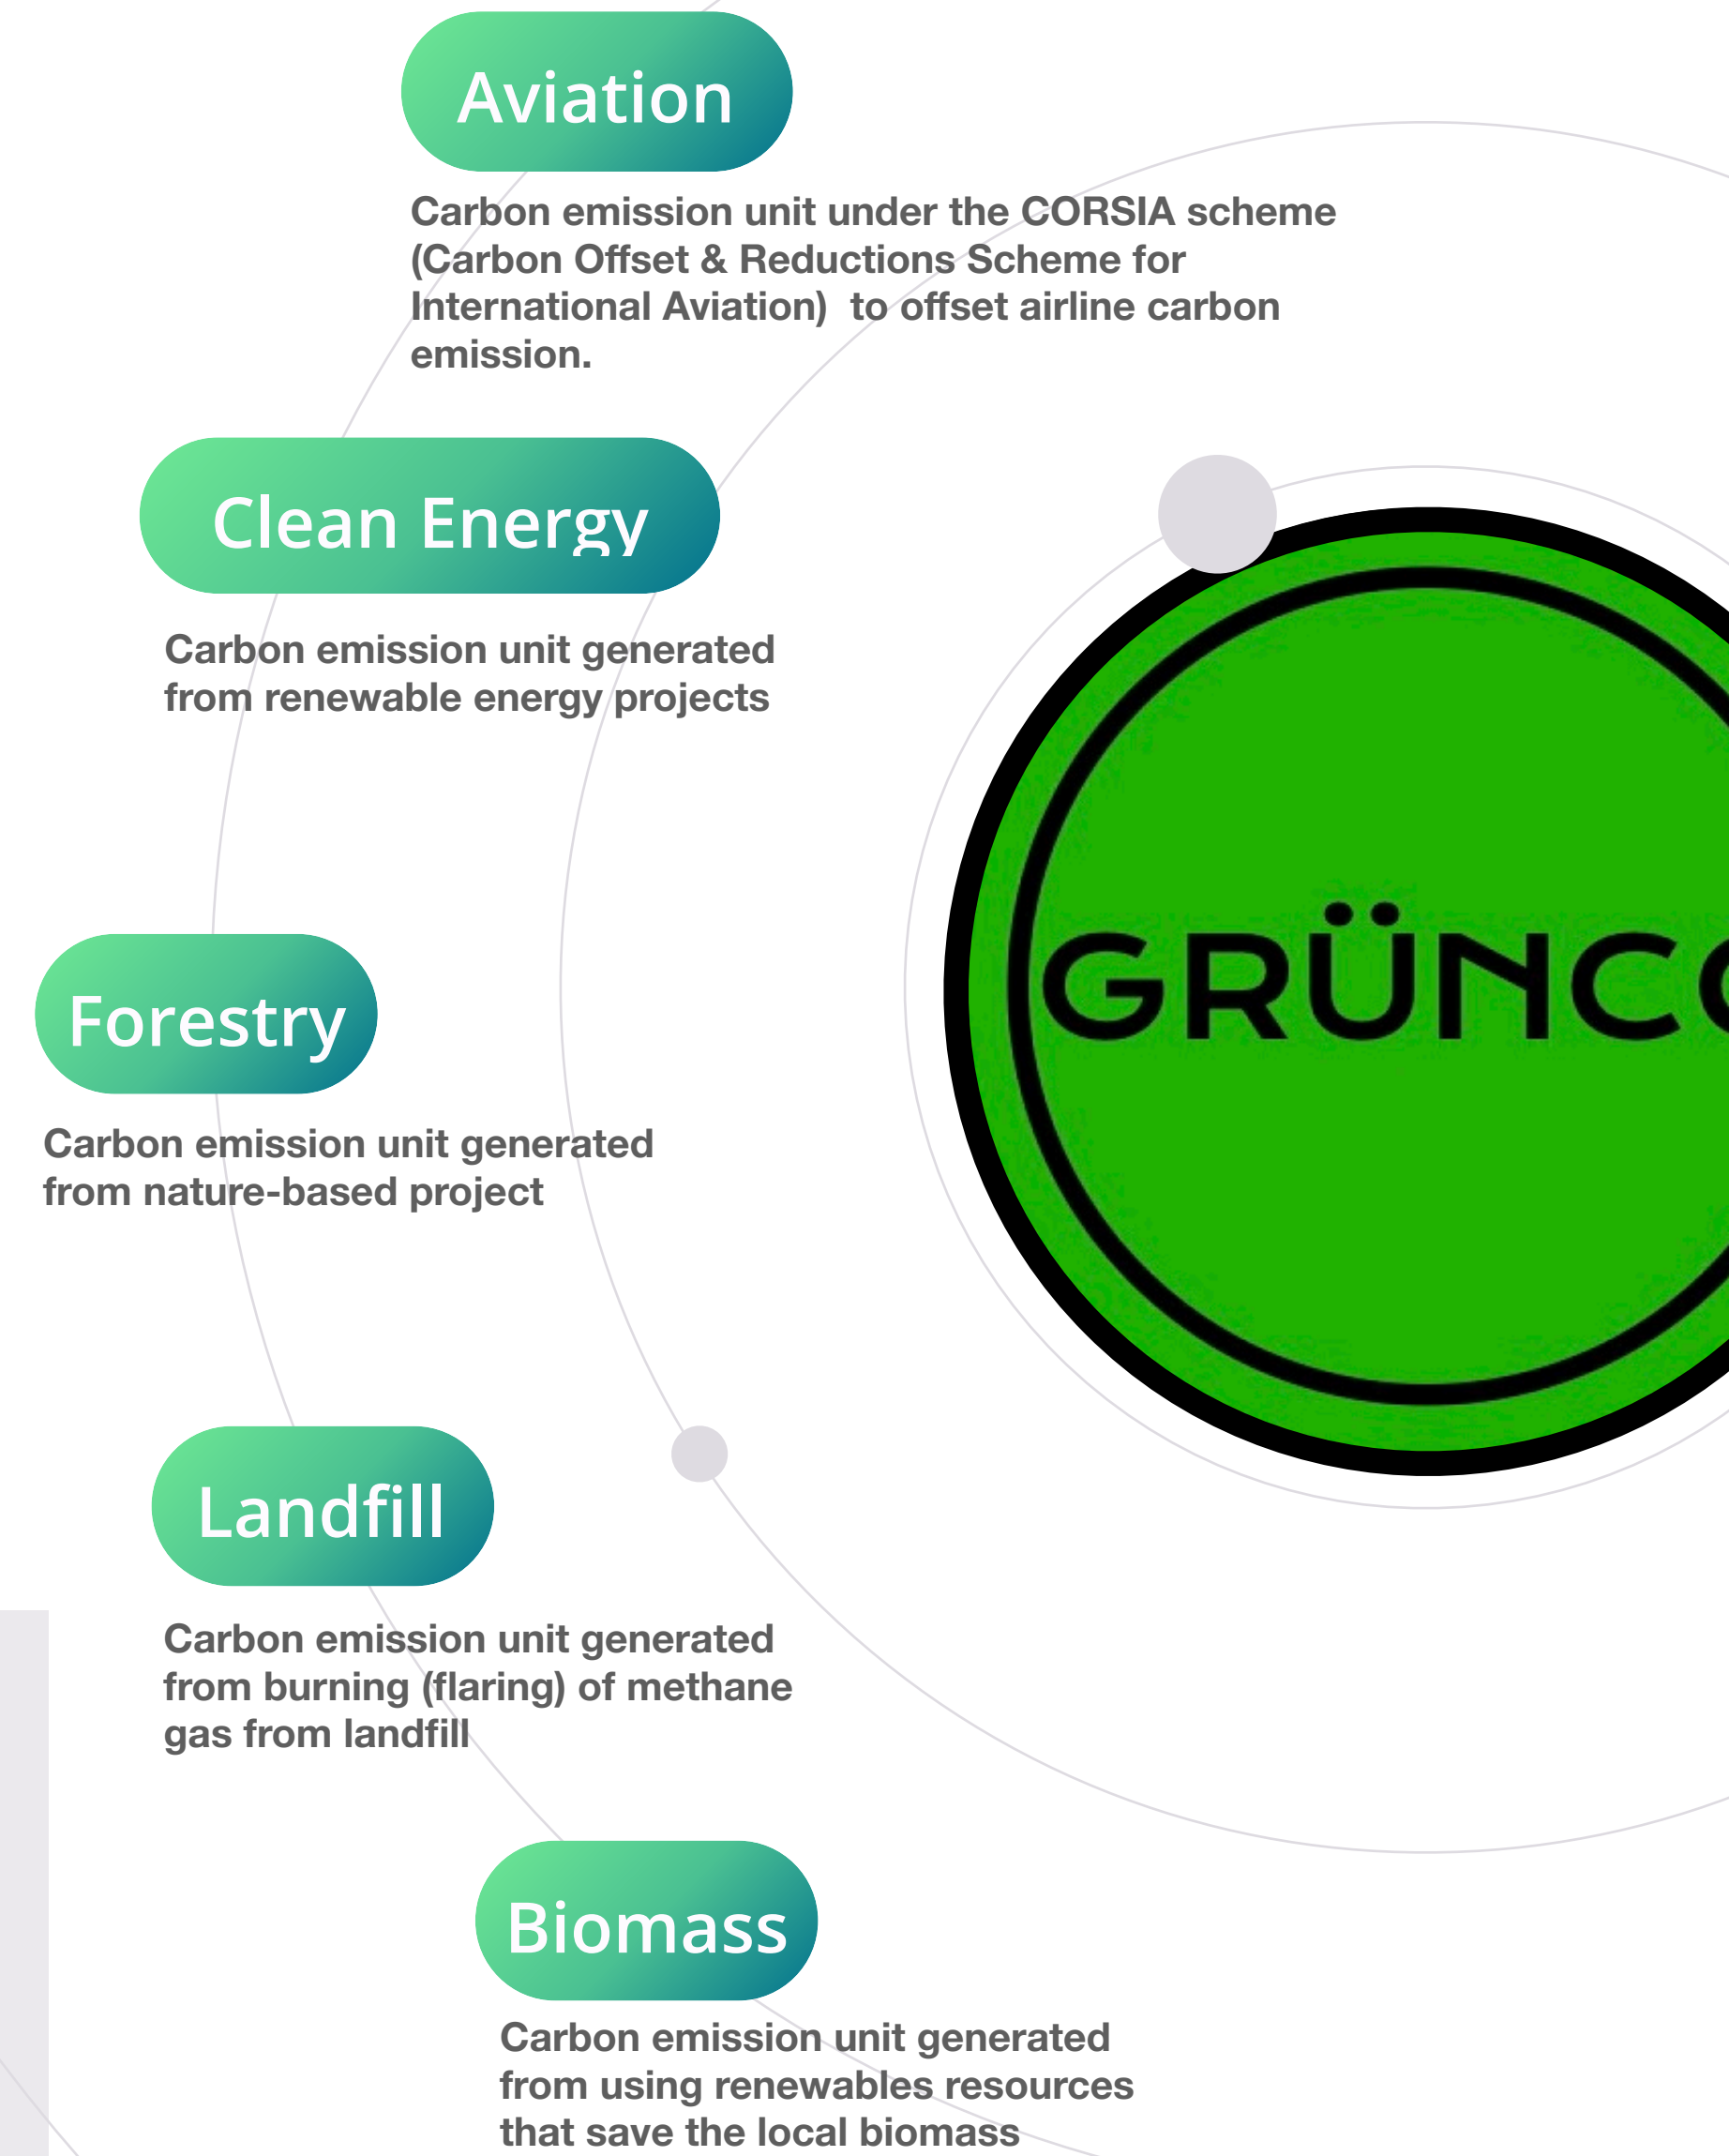 Aviation
Carbon emission unit under the CORSIA scheme
(Carbon Offset & Reductions Scheme for
International Aviation)  to offset airline carbon
emission.
Clean Energy
Carbon emission unit generated
from renewable energy projects
GRÜNC
Forestry
Carbon emission unit generated
from nature-based project
Landfill
Carbon emission unit generated
from burning (flaring) of methane
gas from landfill
Biomass
Carbon emission unit generated
from using renewables resources
that save the local biomass